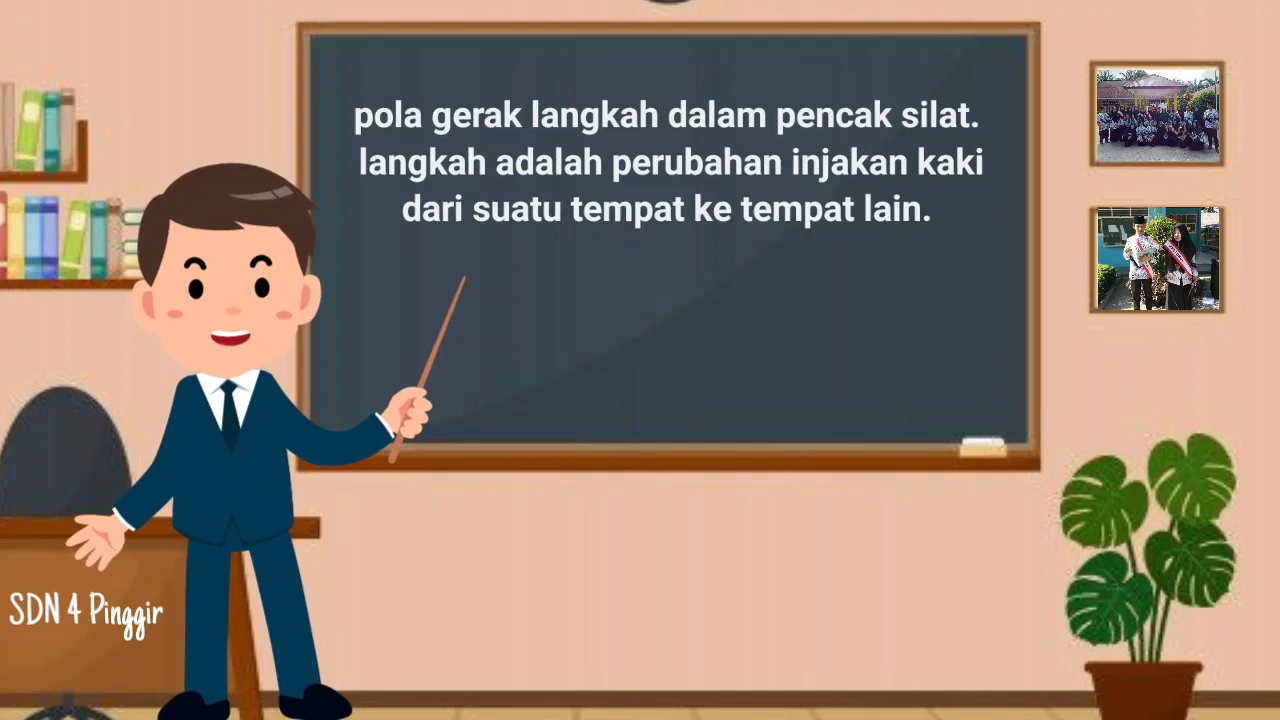 pola gerak langkah dalam pencak silat.
langkah adalah perubahan injakan kaki
dari suatu tempat ke tempat lain.
SDN 4 Pinggir